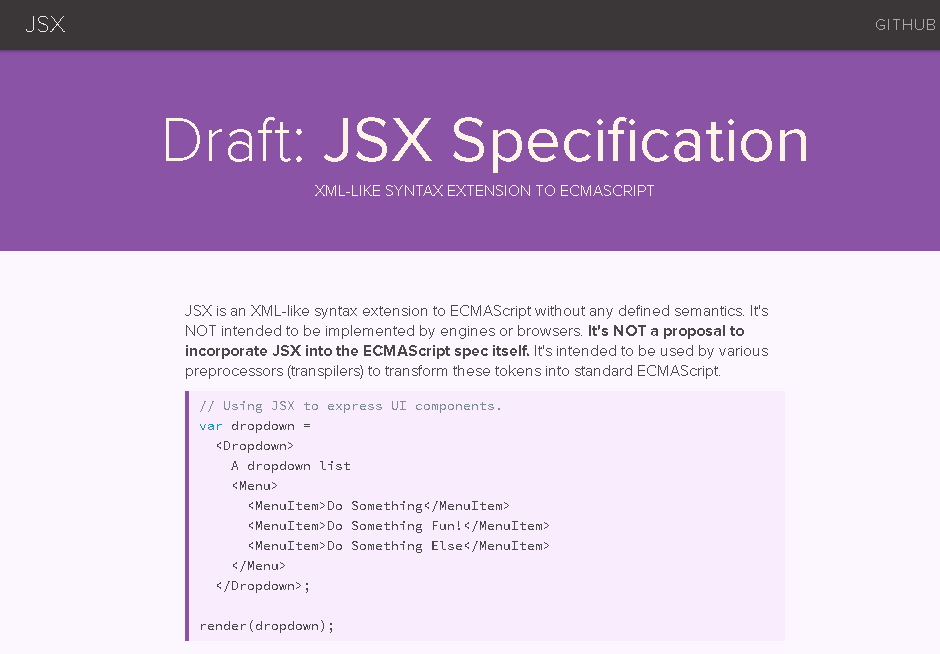 JSX
GITHUB
Draft: JSX Specification
XML-LIKE SYNTAX EXTENSION TO ECMASCRIPT
JSX is an XML-like syntax extension to ECMAScript without any defined semantics. It's
NOT intended to be implemented by engines or browsers. It's NOT a proposal to
incorporate JSX into the ECMAScript spec itself. It's intended to be used by various
preprocessors (transpilers) to transform these tokens into standard ECMAScript.
// Using JSX to express UI components.
var dropdown =
  <Dropdown>
    A dropdown list
    <Menu>
      <MenuItem>Do Something</MenuItem>
      <MenuItem>Do Something Fun!</MenuItem>
      <MenuItem>Do Something Else</MenuItem>
    </Menu>
  </Dropdown>;
render(dropdown);